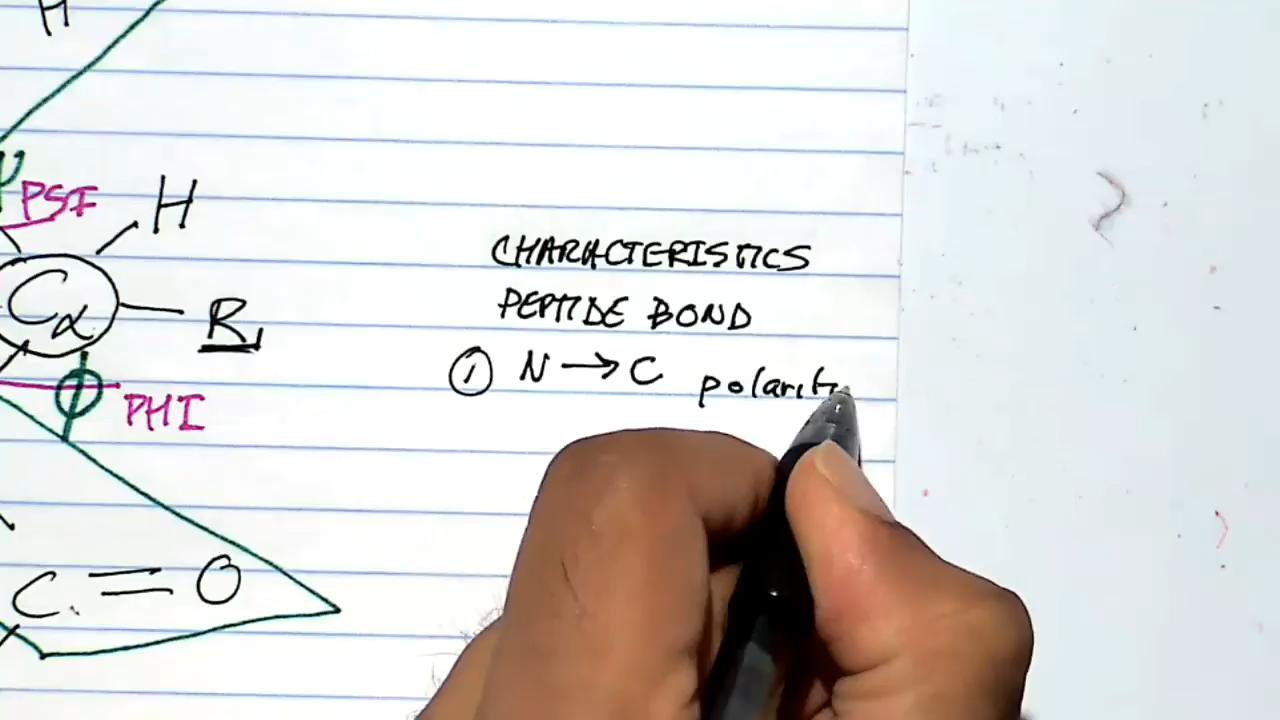 H
ψ PSI H
Cα R1
ϕ PHI
C = O
CHARACTERISTICS
PEPTIDE BOND
① N → C polarit